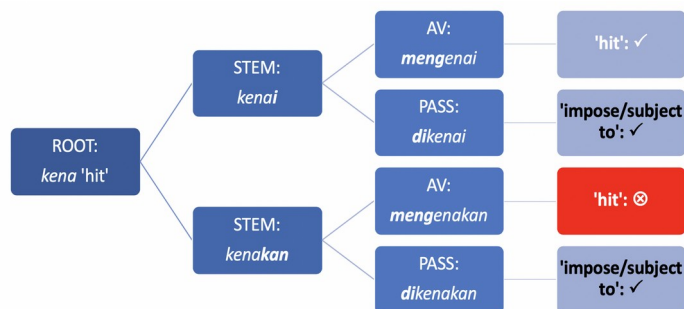 ROOT:
kena 'hit'
STEM:
kenai
STEM:
kenakan
AV:
mengenai
PASS:
dikenai
AV:
mengenakan
PASS:
dikenakan
'hit': ✓
'impose/subject
to': ✓
'hit': ⊗
'impose/subject
to': ✓